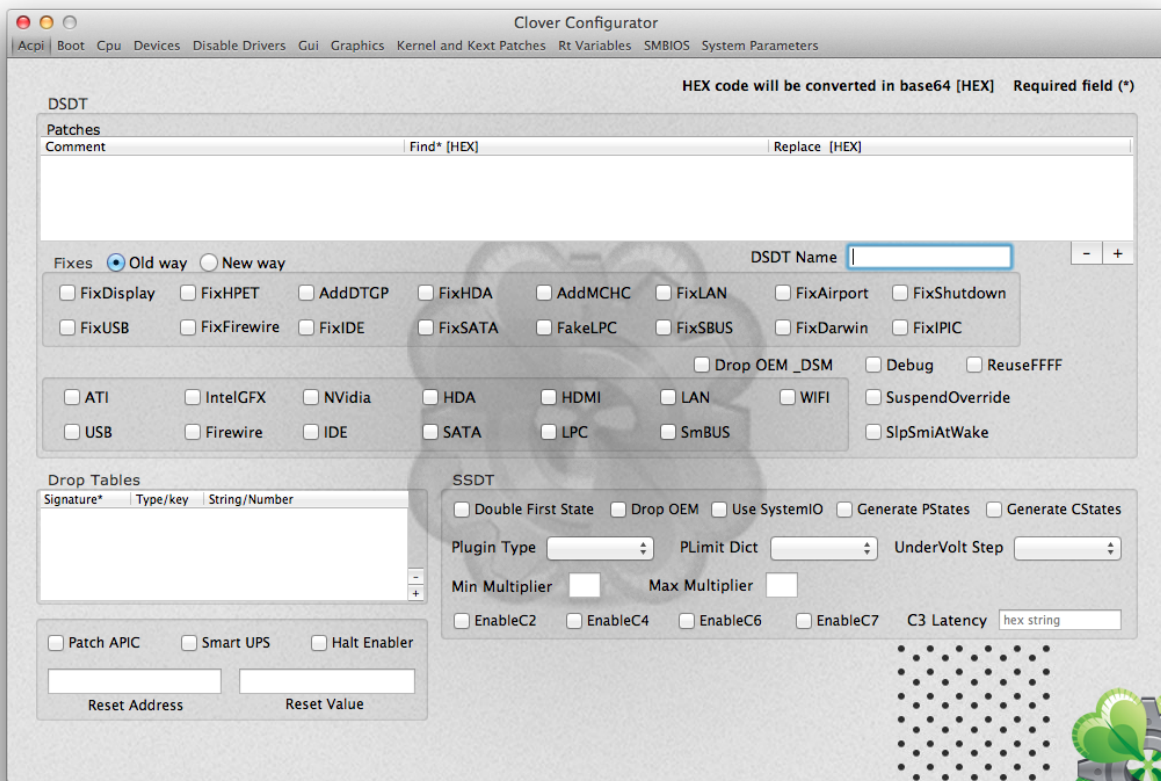 Clover Configurator
Acpi Boot Cpu Devices Disable Drivers Gui Graphics Kernel and Kext Patches Rt Variables SMBIOS System Parameters
HEX code will be converted in base64 [HEX] Required field (*)
DSDT
Patches
Comment Find* [HEX] Replace [HEX]
Fixes Old way New way DSDT Name - +
FixDisplay FixHPET AddDTGP FixHDA AddMCHC FixLAN FixAirport FixShutdown
FixUSB FixFirewire FixIDE FixSATA FakeLPC FixSBUS FixDarwin FixIPIC
Drop OEM _DSM Debug ReuseFFFF
ATI IntelGFX NVidia HDA HDMI LAN WIFI SuspendOverride
USB Firewire IDE SATA LPC SmBUS SlpSmiAtWake
Drop Tables
Signature* Type/key String/Number
-
+
SSDT
Double First State Drop OEM Use SystemIO Generate PStates Generate CStates
Plugin Type PLimit Dict UnderVolt Step
Min Multiplier Max Multiplier
EnableC2 EnableC4 EnableC6 EnableC7 C3 Latency hex string
Patch APIC Smart UPS Halt Enabler
Reset Address Reset Value